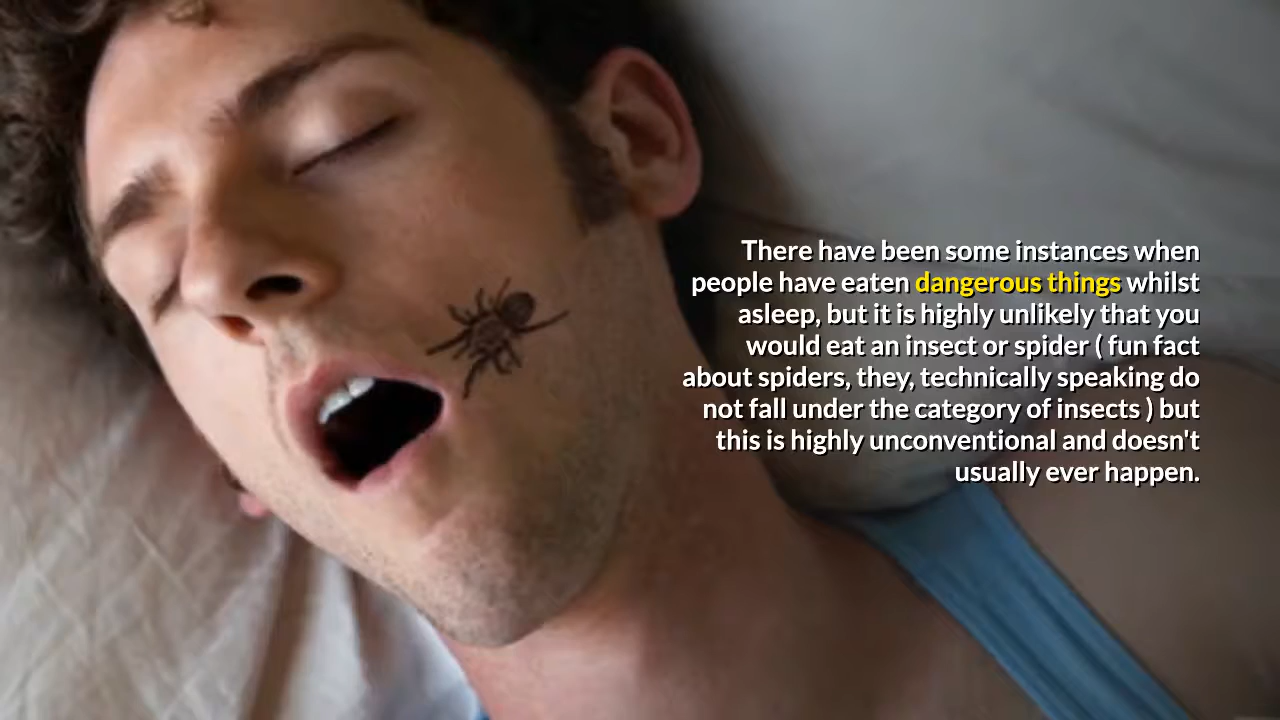 There have been some instances when
people have eaten dangerous things whilst
asleep, but it is highly unlikely that you
would eat an insect or spider ( fun fact
about spiders, they, technically speaking do
not fall under the category of insects ) but
this is highly unconventional and doesn't
usually ever happen.